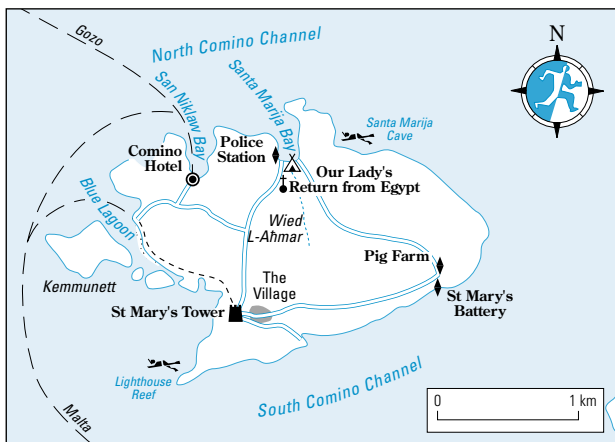 Gozo
North Comino Channel
N
San Niklaw Bay
Santa Marija Bay
Santa Marija
Cave
Police
Station
Comino
Hotel
Our Lady's
Return from Egypt
Blue Lagoon
Wied
L-Aħmar
Pig Farm
Kemmunett
The
Village
St Mary's
Battery
St Mary's Tower
Lighthouse
Reef
South Comino Channel
Malta
0 1 km